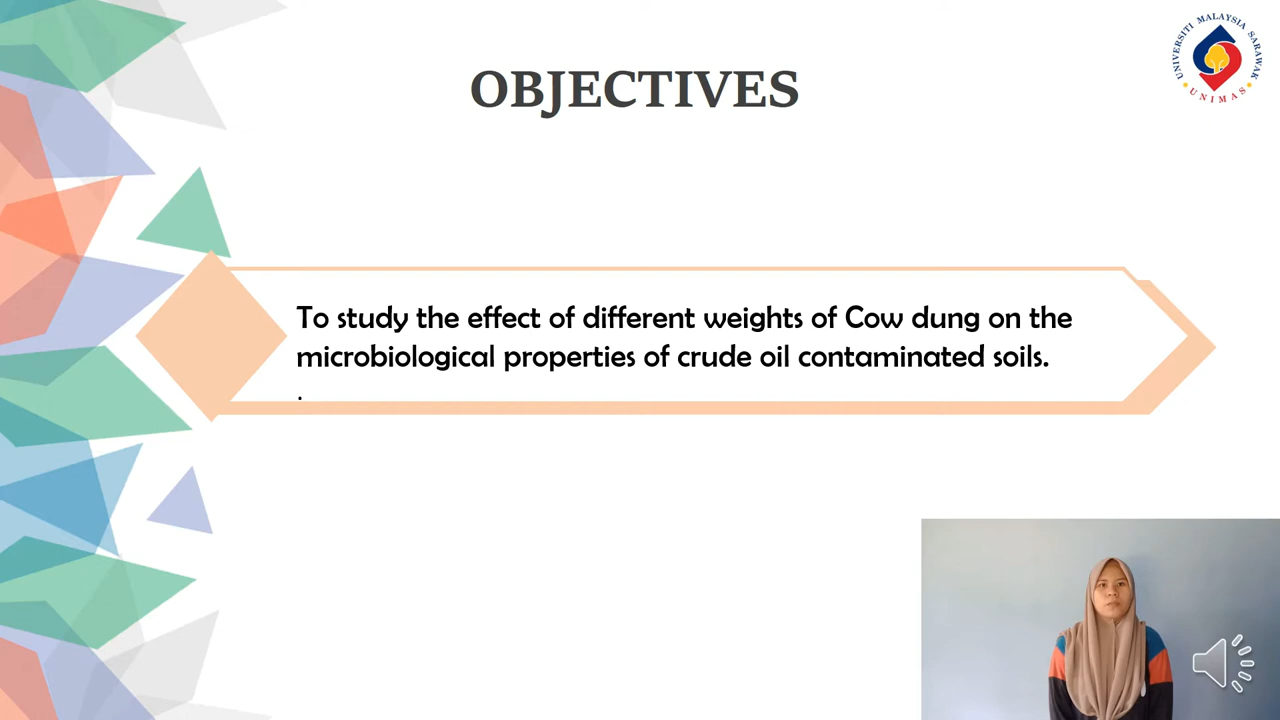 OBJECTIVES
UNIVERSITI MALAYSIA SARAWAK
UNIMAS
To study the effect of different weights of Cow dung on the
microbiological properties of crude oil contaminated soils.
.